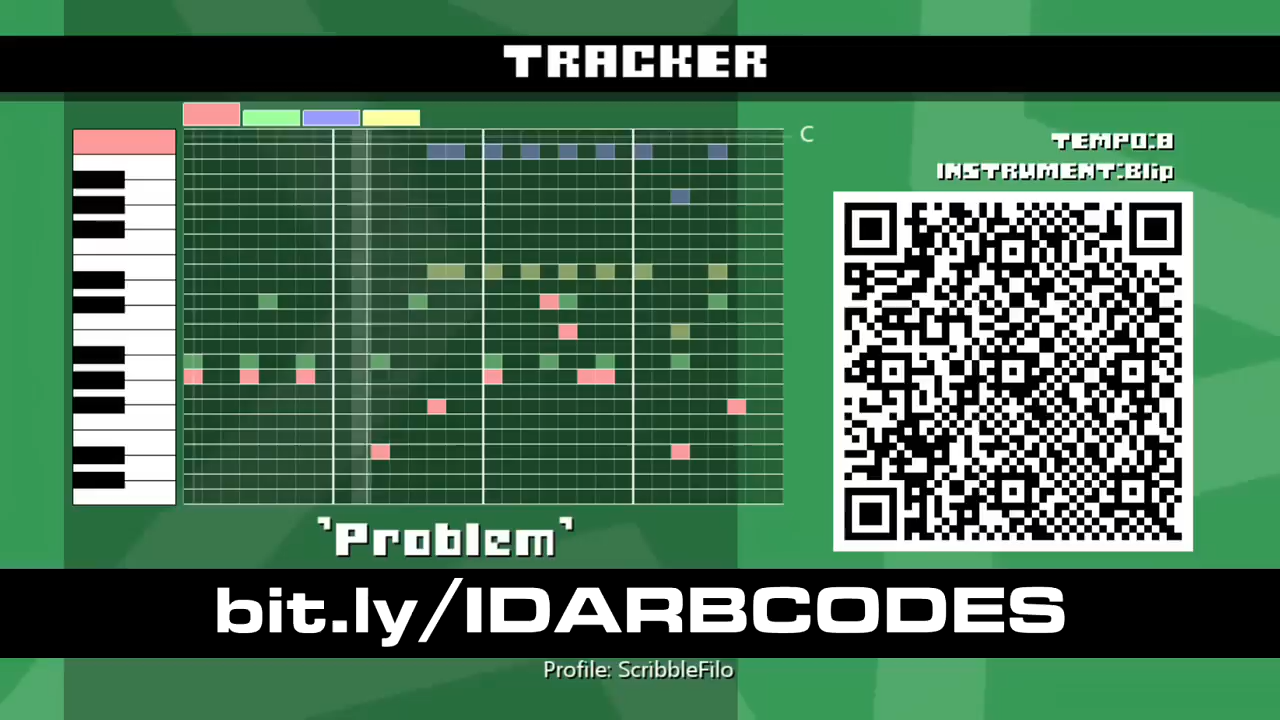 TRACKER
C
TEMPO:8
INSTRUMENT:Blip
'Problem'
bit.ly/IDARBCODES
Profile: ScribbleFilo